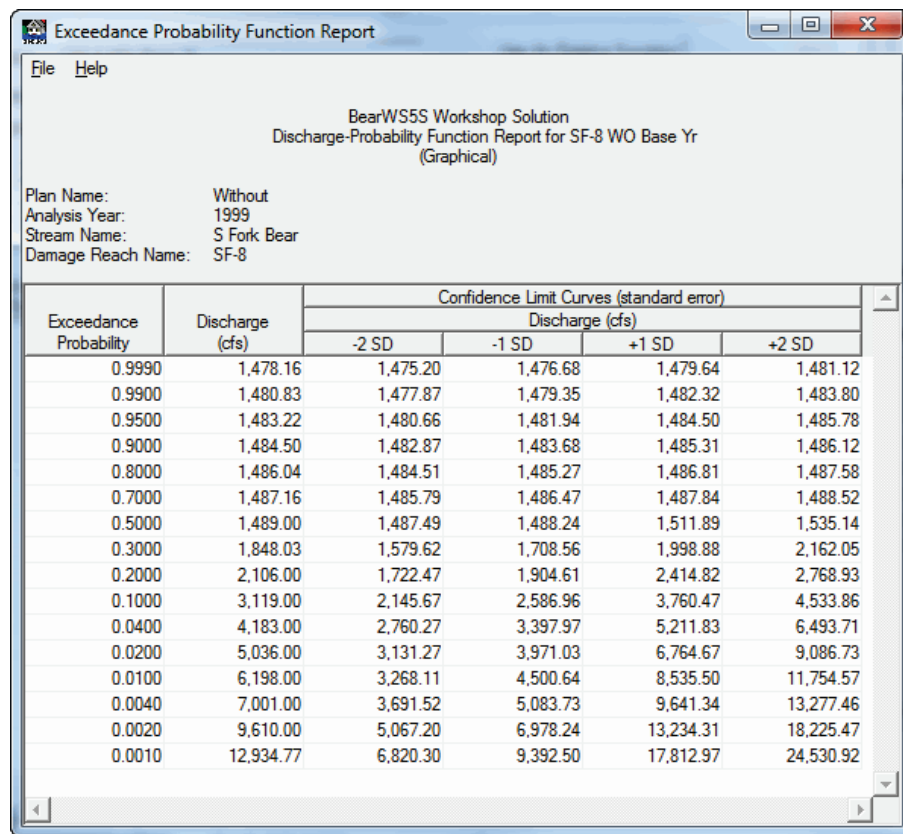 Exceedance Probability Function Report
File Help
BearWS5S Workshop Solution
Discharge-Probability Function Report for SF-8 WO Base Yr
(Graphical)
Plan Name: Without
Analysis Year: 1999
Stream Name: S Fork Bear
Damage Reach Name: SF-8
Confidence Limit Curves (standard error)
Exceedance Discharge Discharge (cfs)
Probability (cfs) -2 SD -1 SD +1 SD +2 SD
0.9990 1,478.16 1,475.20 1,476.68 1,479.64 1,481.12
0.9900 1,480.83 1,477.87 1,479.35 1,482.32 1,483.80
0.9500 1,483.22 1,480.66 1,481.94 1,484.50 1,485.78
0.9000 1,484.50 1,482.87 1,483.68 1,485.31 1,486.12
0.8000 1,486.04 1,484.51 1,485.27 1,486.81 1,487.58
0.7000 1,487.16 1,485.79 1,486.47 1,487.84 1,488.52
0.5000 1,489.00 1,487.49 1,488.24 1,511.89 1,535.14
0.3000 1,848.03 1,579.62 1,708.56 1,998.88 2,162.05
0.2000 2,106.00 1,722.47 1,904.61 2,414.82 2,768.93
0.1000 3,119.00 2,145.67 2,586.96 3,760.47 4,533.86
0.0400 4,183.00 2,760.27 3,397.97 5,211.83 6,493.71
0.0200 5,036.00 3,131.27 3,971.03 6,764.67 9,086.73
0.0100 6,198.00 3,268.11 4,500.64 8,535.50 11,754.57
0.0040 7,001.00 3,691.52 5,083.73 9,641.34 13,277.46
0.0020 9,610.00 5,067.20 6,978.24 13,234.31 18,225.47
0.0010 12,934.77 6,820.30 9,392.50 17,812.97 24,530.92